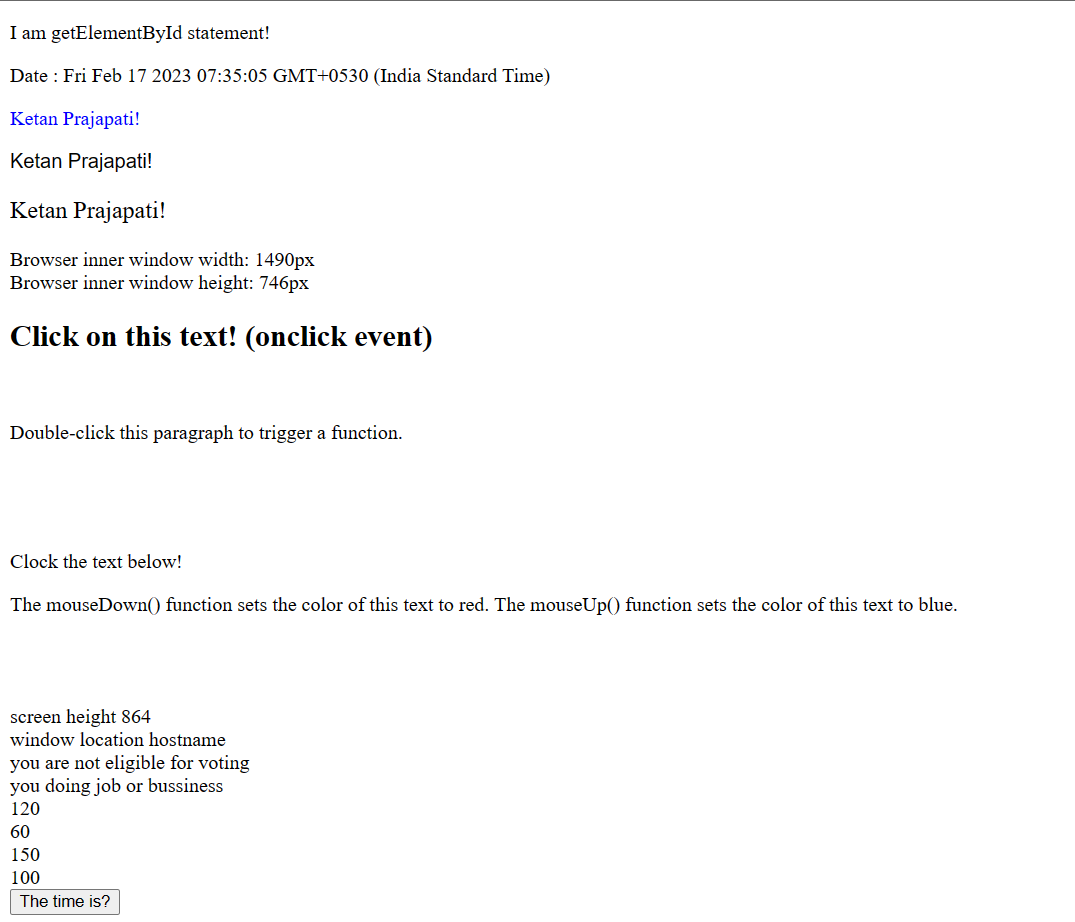 I am getElementById statement!
Date : Fri Feb 17 2023 07:35:05 GMT+0530 (India Standard Time)
Ketan Prajapati!
Ketan Prajapati!
Ketan Prajapati!
Browser inner window width: 1490px
Browser inner window height: 746px
Click on this text! (onclick event)
Double-click this paragraph to trigger a function.
Clock the text below!
The mouseDown() function sets the color of this text to red. The mouseUp() function sets the color of this text to blue.
screen height 864
window location hostname
you are not eligible for voting
you doing job or bussiness
120
60
150
100
The time is?